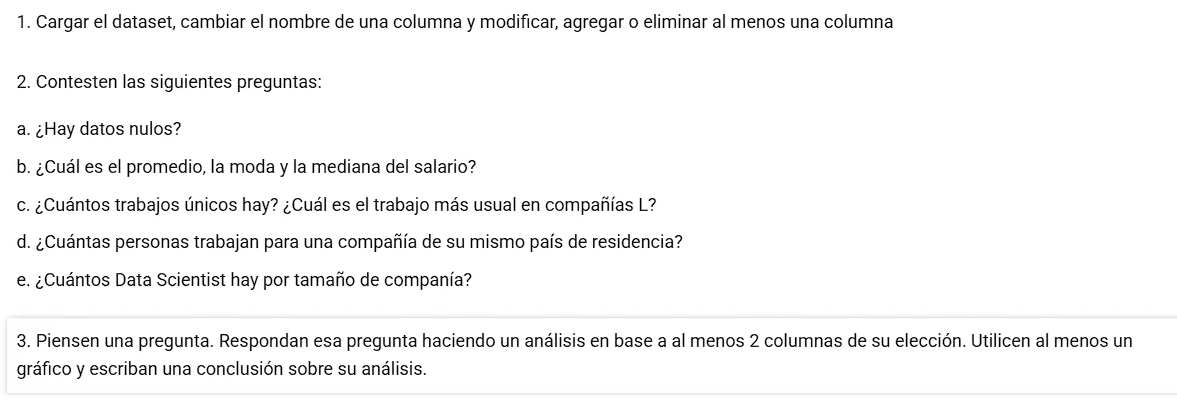 1. Cargar el dataset, cambiar el nombre de una columna y modificar, agregar o eliminar al menos una columna
2. Contesten las siguientes preguntas:
a. ¿Hay datos nulos?
b. ¿Cuál es el promedio, la moda y la mediana del salario?
c. ¿Cuántos trabajos únicos hay? ¿Cuál es el trabajo más usual en compañías L?
d. ¿Cuántas personas trabajan para una compañía de su mismo país de residencia?
e. ¿Cuántos Data Scientist hay por tamaño de companía?
3. Piensen una pregunta. Respondan esa pregunta haciendo un análisis en base a al menos 2 columnas de su elección. Utilicen al menos un
gráfico y escriban una conclusión sobre su análisis.